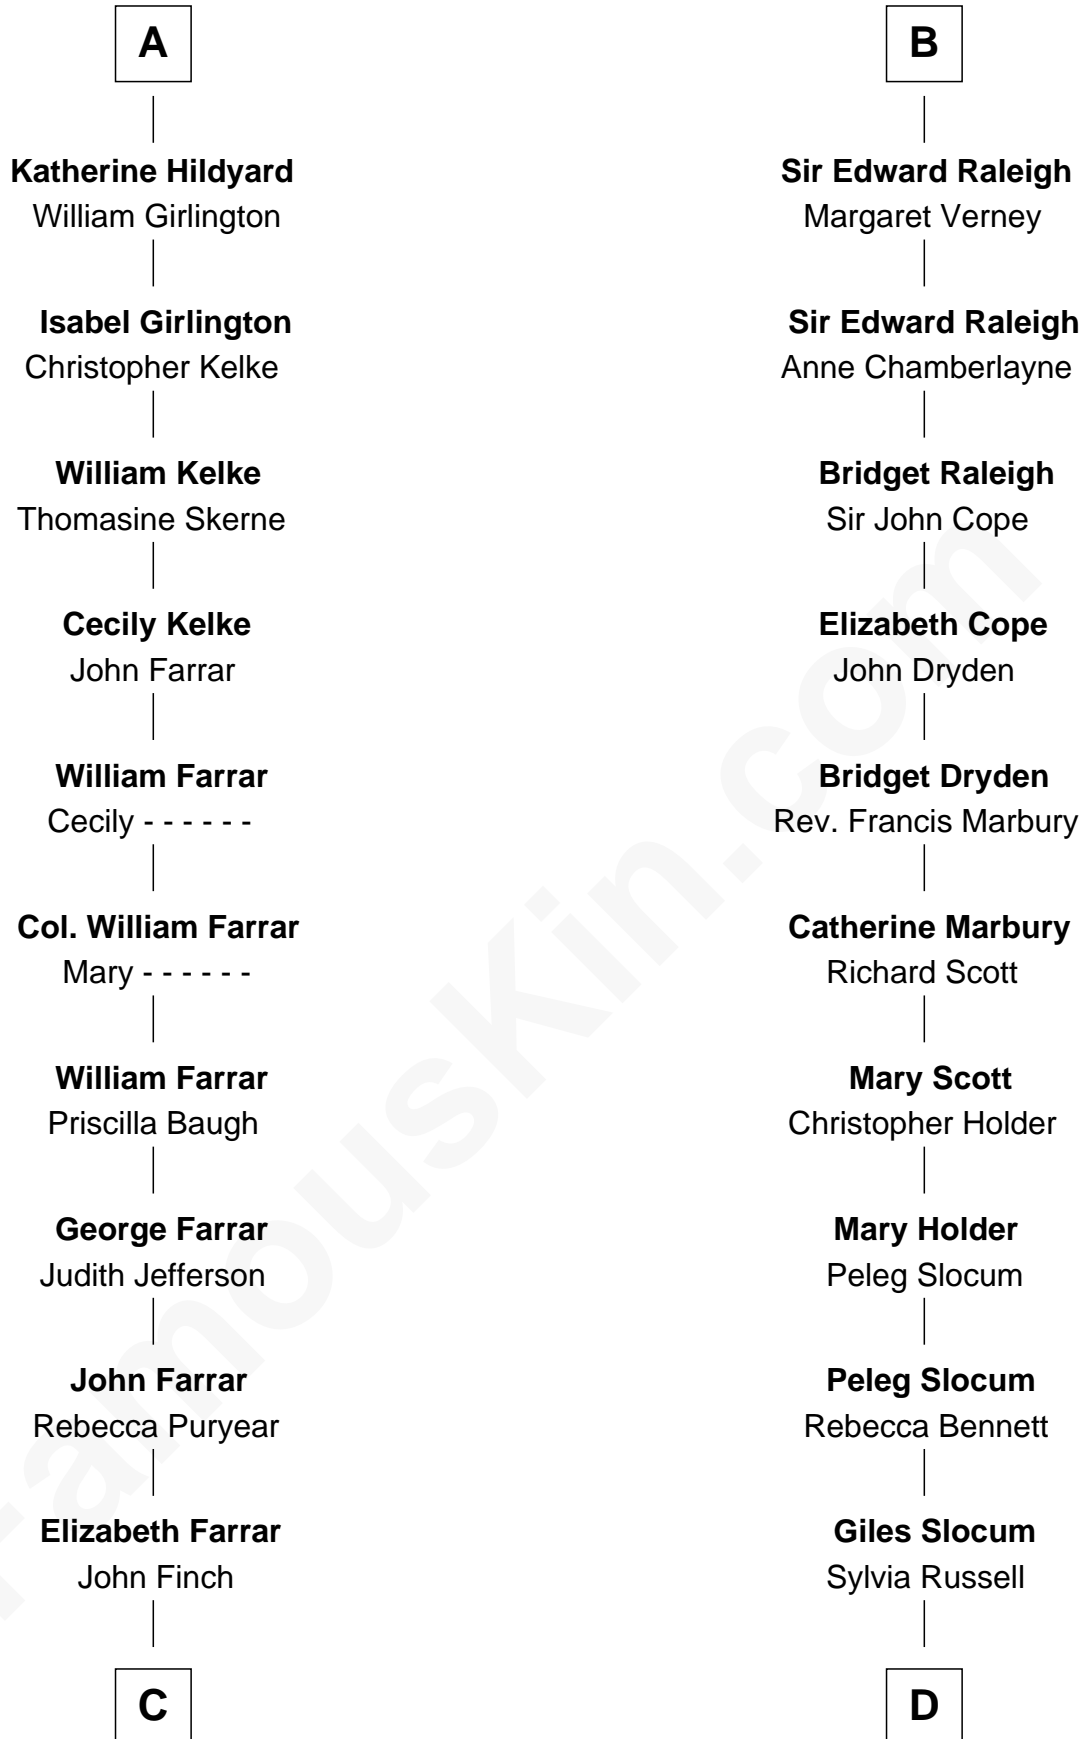 A
Katherine Hildyard
William Girlington
Isabel Girlington
Christopher Kelke
William Kelke
Thomasine Skerne
Cecily Kelke
John Farrar
William Farrar
Cecily - - - - - -
Col. William Farrar
Mary - - - - - -
William Farrar
Priscilla Baugh
George Farrar
Judith Jefferson
John Farrar
Rebecca Puryear
Elizabeth Farrar
John Finch
C
B
Sir Edward Raleigh
Margaret Verney
Sir Edward Raleigh
Anne Chamberlayne
Bridget Raleigh
Sir John Cope
Elizabeth Cope
John Dryden
Bridget Dryden
Rev. Francis Marbury
Catherine Marbury
Richard Scott
Mary Scott
Christopher Holder
Mary Holder
Peleg Slocum
Peleg Slocum
Rebecca Bennett
Giles Slocum
Sylvia Russell
D
FamousKin.com